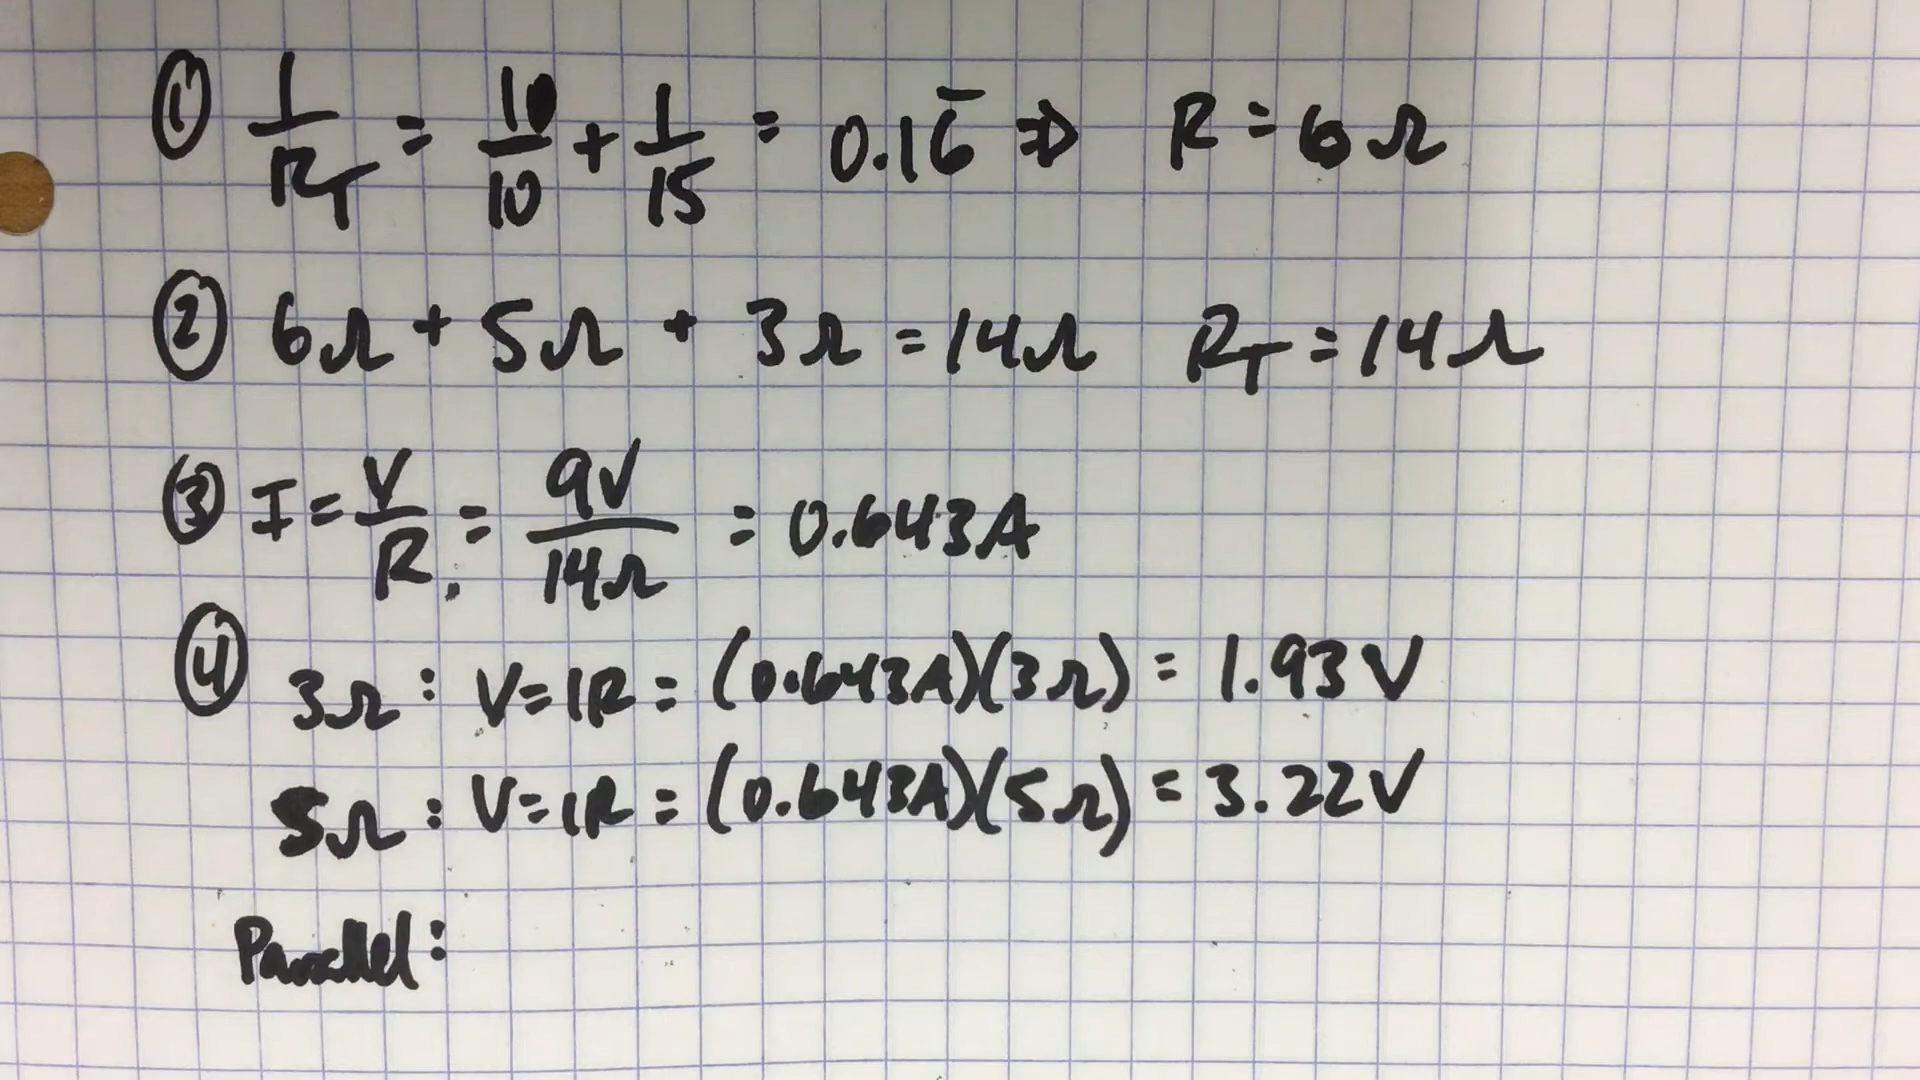 ① 1/R_T = 10/10 + 1/15 = 0.16̅ ⇒ R = 6Ω
② 6Ω + 5Ω + 3Ω = 14Ω R_T = 14Ω
③ I = V/R = 9V/14Ω = 0.643A
④ 3Ω : V = IR = (0.643A)(3Ω) = 1.93V
5Ω : V = IR = (0.643A)(5Ω) = 3.22V
Parallel: